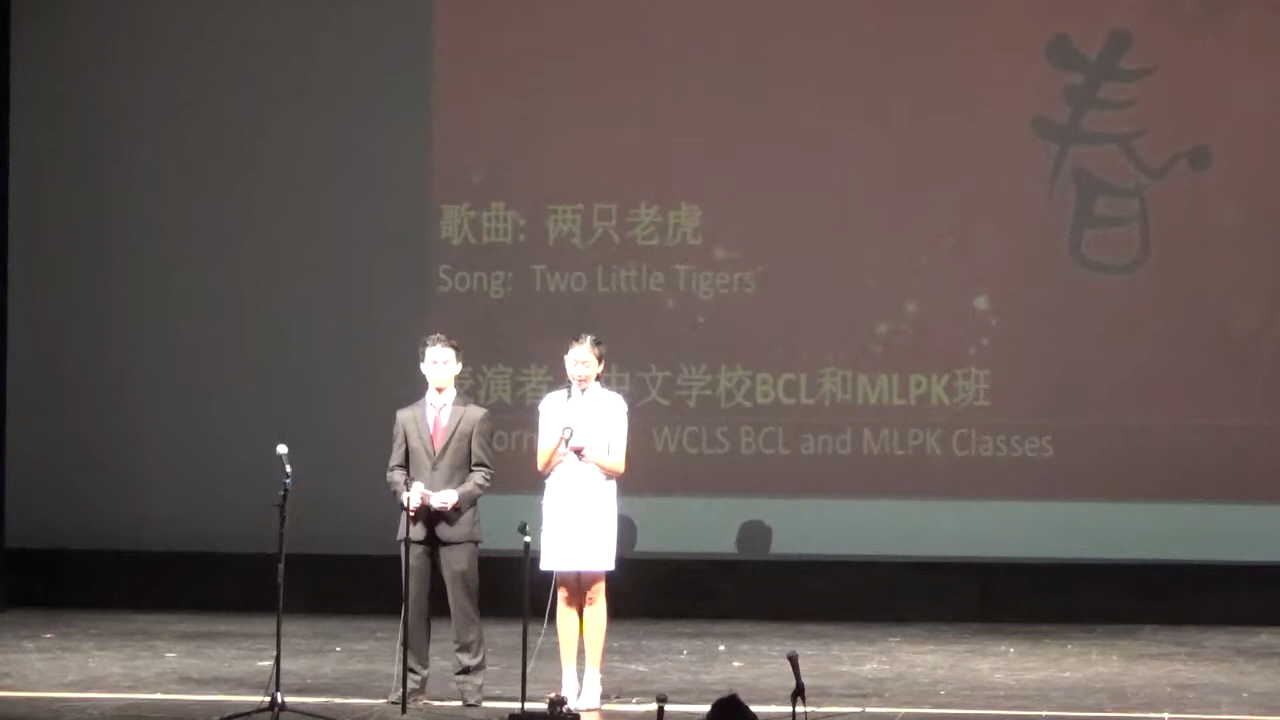 春
歌曲: 两只老虎
Song: Two Little Tigers
演者 中文学校BCL和MLPK班
WCLS BCL and MLPK Classes